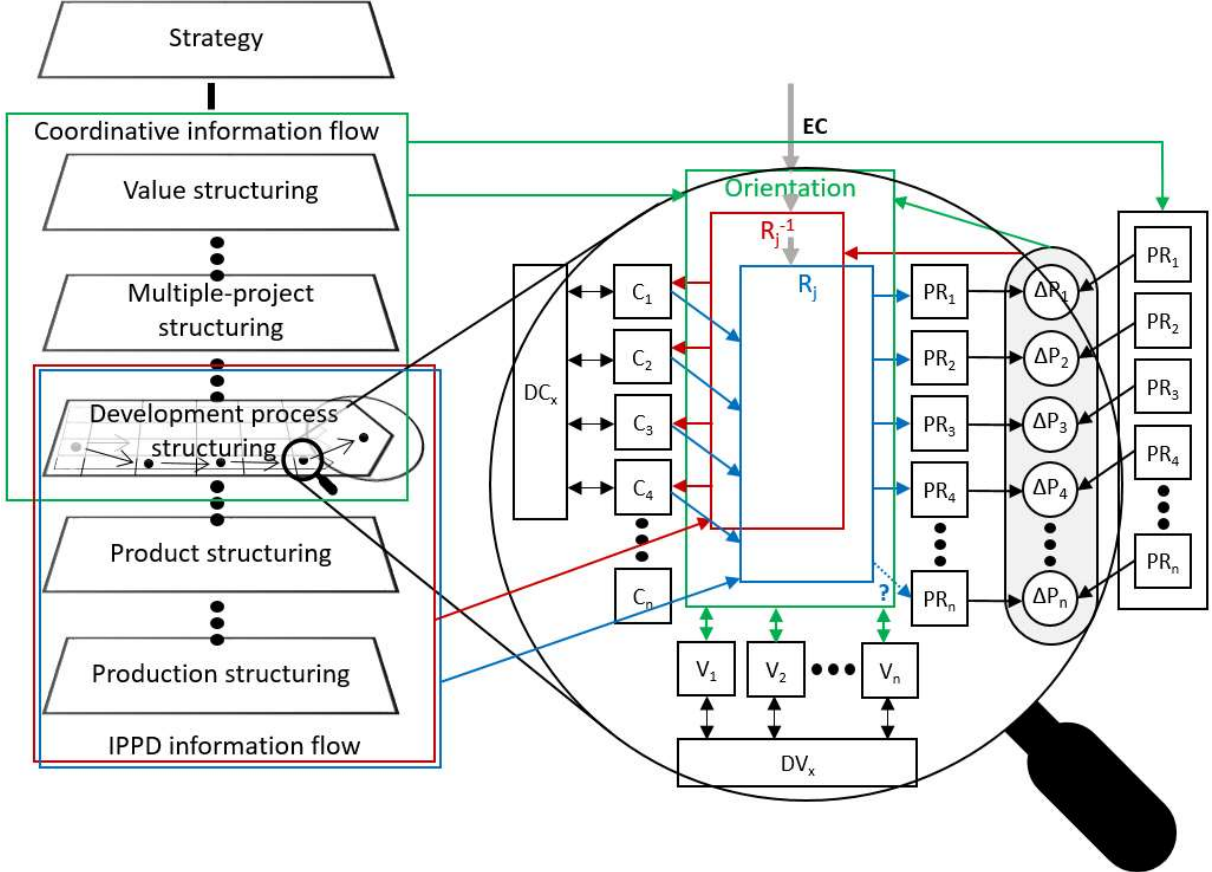 Strategy
Coordinative information flow
Value structuring
Multiple-project
structuring
Development process
structuring
Product structuring
Production structuring
IPPD information flow
EC
Orientation
Rj-1
Rj
DCx
C1
C2
C3
C4
Cn
PR1
PR2
PR3
PR4
PRn
?
ΔP1
ΔP2
ΔP3
ΔP4
ΔPn
PR1
PR2
PR3
PR4
PRn
V1
V2
Vn
DVx